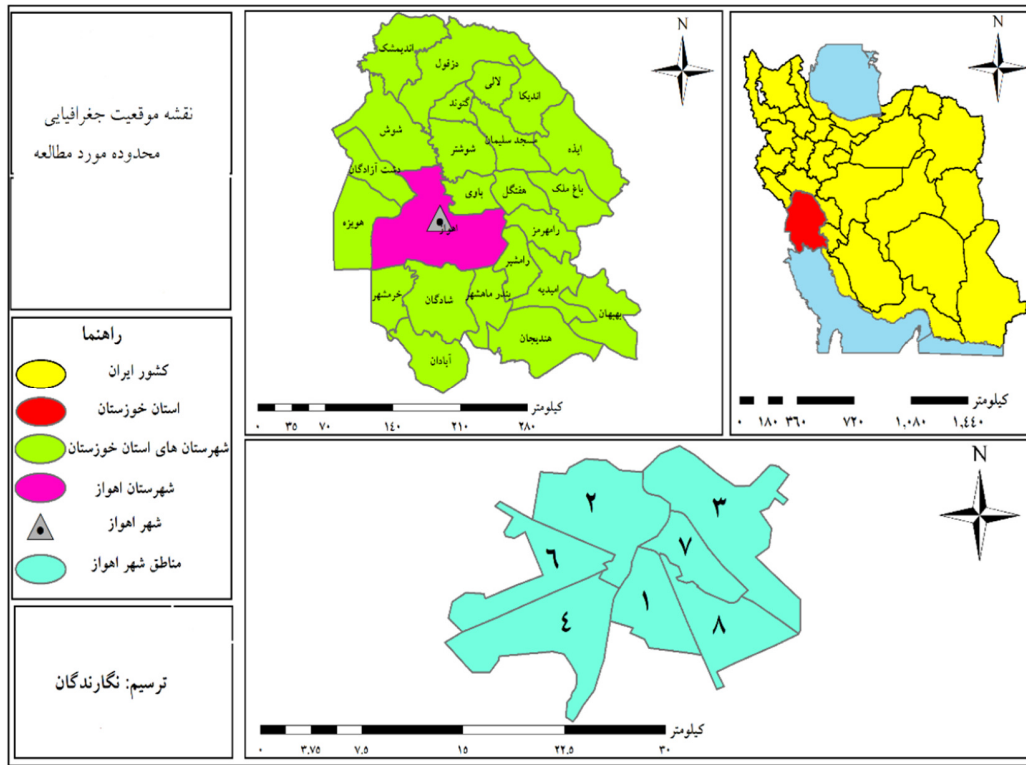 نقشه موقعیت جغرافیایی
محدوده مورد مطالعه
راهنما
کشور ایران
استان خوزستان
شهرستان های استان خوزستان
شهرستان اهواز
شهر اهواز
مناطق شهر اهواز
ترسیم: نگارندگان
N
اندیمشک
دزفول
لالی
اندیکا
گتوند
شوش
شوشتر
مسجد سلیمان
ایذه
دشت آزادگان
باوی
هفتگل
باغ ملک
هویزه
اهواز
رامهرمز
رامشیر
خرمشهر
شادگان
بندر ماهشهر
امیدیه
بهبهان
هندیجان
آبادان
کیلومتر
۰ ۳۵ ۷۰ ۱۴۰ ۲۱۰ ۲۸۰
N
کیلومتر
۰ ۱۸۰ ۳۶۰ ۷۲۰ ۱,۰۸۰ ۱,۴۴۰
N
۲
۳
۶
۷
۱
۴
۸
کیلومتر
۰ ۳.۷۵ ۷.۵ ۱۵ ۲۲.۵ ۳۰